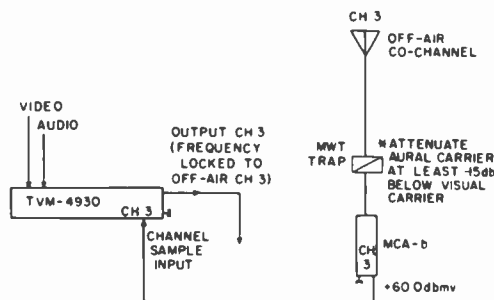 VIDEO
AUDIO
TVM-4930
CH 3
OUTPUT CH 3
(FREQUENCY
LOCKED TO
OFF-AIR CH 3)
CHANNEL
SAMPLE
INPUT
CH 3
OFF-AIR
CO-CHANNEL
MWT
TRAP
*ATTENUATE
AURAL CARRIER
AT LEAST -15db
BELOW VISUAL
CARRIER
CH
3
MCA-b
+60 0dbmv